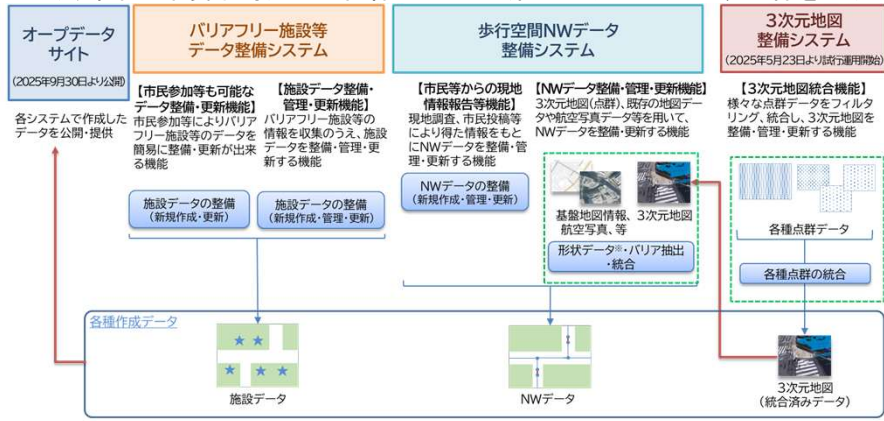 オープンデータ
サイト
(2025年9月30日より公開)
各システムで作成した
データを公開・提供
バリアフリー施設等
データ整備システム
【市民参加等も可能な
データ整備・更新機能】
市民参加等によりバリア
フリー施設等のデータを
簡易に整備・更新が出来
る機能
施設データの整備
(新規作成・更新)
【施設データ整備・
管理・更新機能】
バリアフリー施設等の
情報を収集のうえ、施設
データを整備・管理・更
新する機能
施設データの整備
(新規作成・管理・更新)
歩行空間NWデータ
整備システム
【市民等からの現地
情報報告等機能】
現地調査、市民投稿等
により得た情報をもと
にNWデータを整備・管
理・更新する機能
NWデータの整備
(新規作成・管理・更新)
【NWデータ整備・管理・更新機能】
3次元地図(点群)、既存の地図デー
タや航空写真データ等を用いて、
NWデータを整備・更新する機能
基盤地図情報、
航空写真、等
3次元地図
形状データ※・バリア抽出
・統合
3次元地図
整備システム
(2025年5月23日より試行運用開始)
【3次元地図統合機能】
様々な点群データをフィルタ
リング、統合し、3次元地図を
整備・管理・更新する機能
各種点群データ
各種点群の統合
各種作成データ
施設データ
NWデータ
3次元地図
(統合済みデータ)